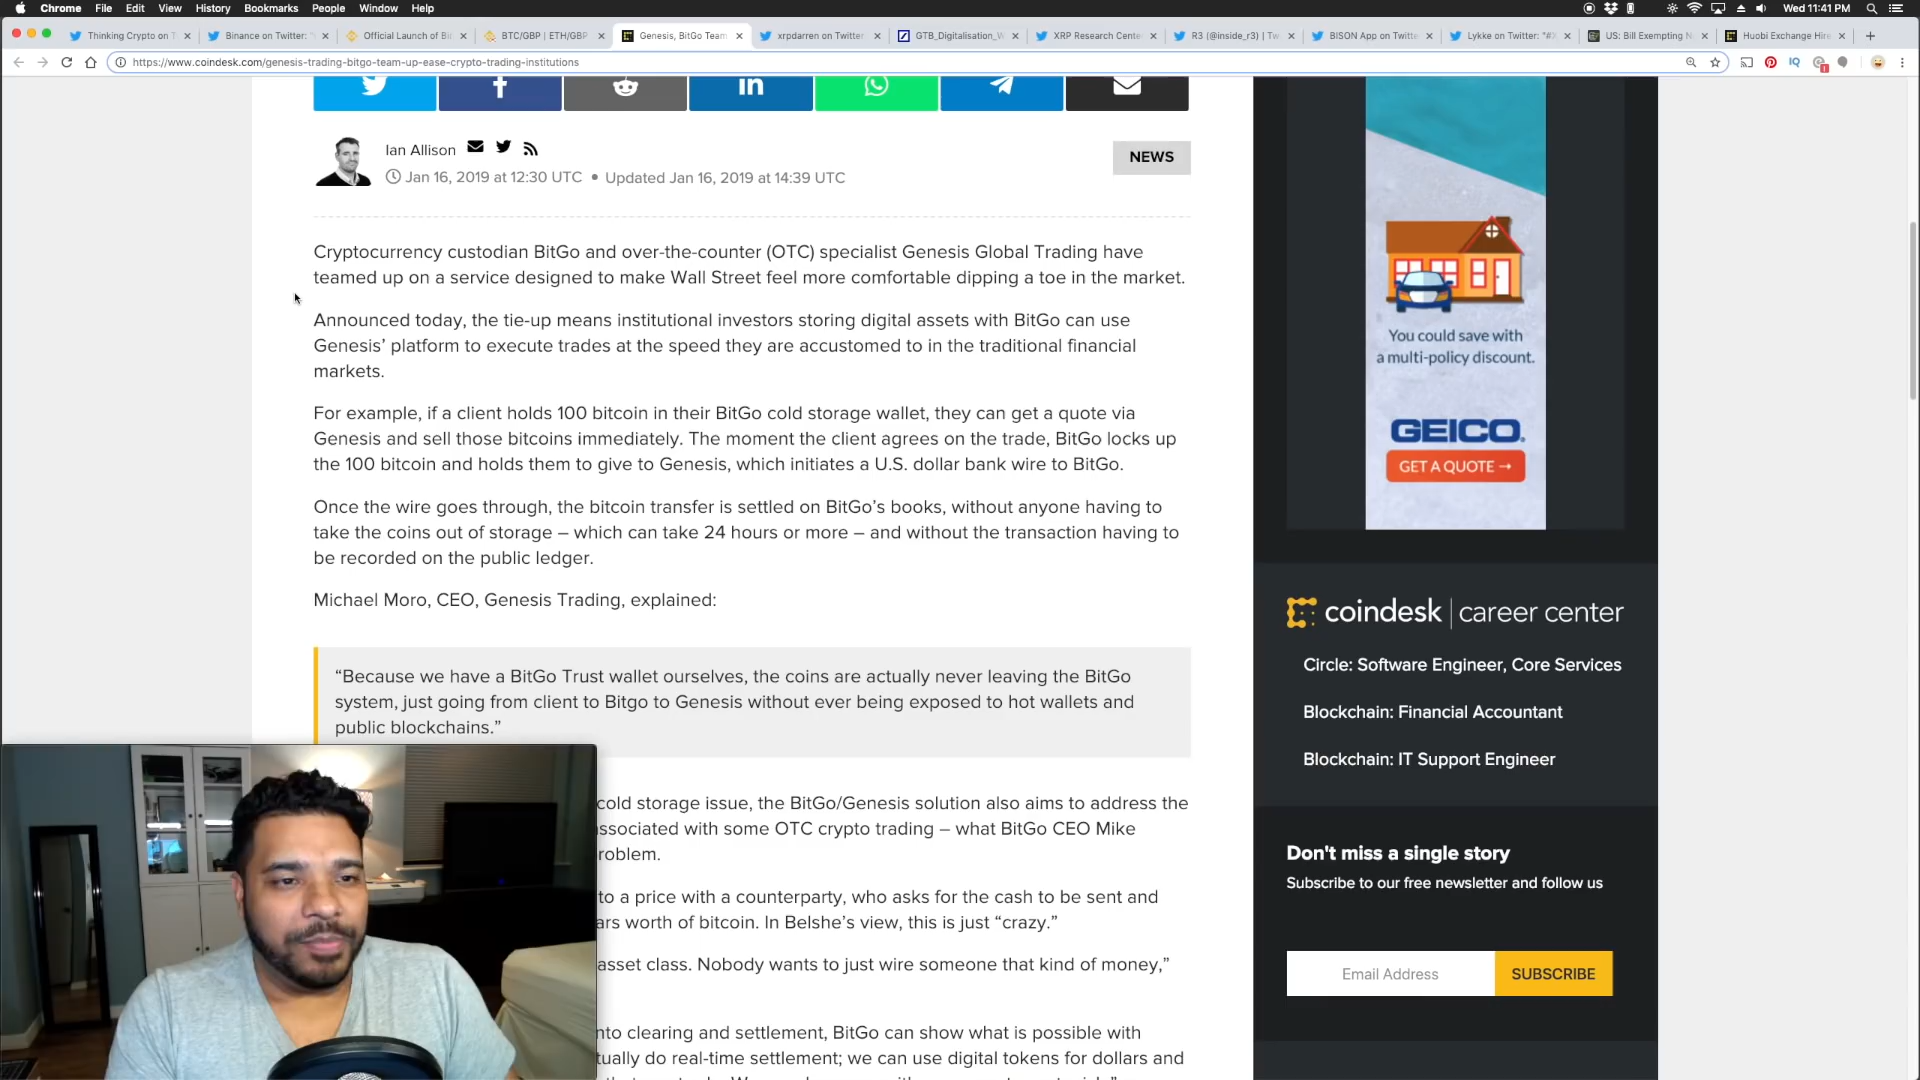 Chrome File Edit View History Bookmarks People Window Help Wed 11:41 PM
Thinking Crypto on T Binance on Twitter: Official Launch of Bi BTC/GBP | ETH/GBP Genesis, BitGo Team xrpdarren on Twitter GTB_Digitalisation_W XRP Research Cente R3 (@inside_r3) | Tw BISON App on Twitte Lykke on Twitter: "#X US: Bill Exempting N Huobi Exchange Hire
https://www.coindesk.com/genesis-trading-bitgo-team-up-ease-crypto-trading-institutions
Ian Allison
Jan 16, 2019 at 12:30 UTC • Updated Jan 16, 2019 at 14:39 UTC
NEWS
Cryptocurrency custodian BitGo and over-the-counter (OTC) specialist Genesis Global Trading have
teamed up on a service designed to make Wall Street feel more comfortable dipping a toe in the market.
Announced today, the tie-up means institutional investors storing digital assets with BitGo can use
Genesis’ platform to execute trades at the speed they are accustomed to in the traditional financial
markets.
For example, if a client holds 100 bitcoin in their BitGo cold storage wallet, they can get a quote via
Genesis and sell those bitcoins immediately. The moment the client agrees on the trade, BitGo locks up
the 100 bitcoin and holds them to give to Genesis, which initiates a U.S. dollar bank wire to BitGo.
Once the wire goes through, the bitcoin transfer is settled on BitGo’s books, without anyone having to
take the coins out of storage – which can take 24 hours or more – and without the transaction having to
be recorded on the public ledger.
Michael Moro, CEO, Genesis Trading, explained:
“Because we have a BitGo Trust wallet ourselves, the coins are actually never leaving the BitGo
system, just going from client to Bitgo to Genesis without ever being exposed to hot wallets and
public blockchains.”
cold storage issue, the BitGo/Genesis solution also aims to address the
ssociated with some OTC crypto trading – what BitGo CEO Mike
roblem.
to a price with a counterparty, who asks for the cash to be sent and
ars worth of bitcoin. In Belshe’s view, this is just “crazy.”
asset class. Nobody wants to just wire someone that kind of money,”
nto clearing and settlement, BitGo can show what is possible with
tually do real-time settlement; we can use digital tokens for dollars and
You could save with
a multi-policy discount.
GEICO.
GET A QUOTE →
coindesk | career center
Circle: Software Engineer, Core Services
Blockchain: Financial Accountant
Blockchain: IT Support Engineer
Don't miss a single story
Subscribe to our free newsletter and follow us
Email Address SUBSCRIBE